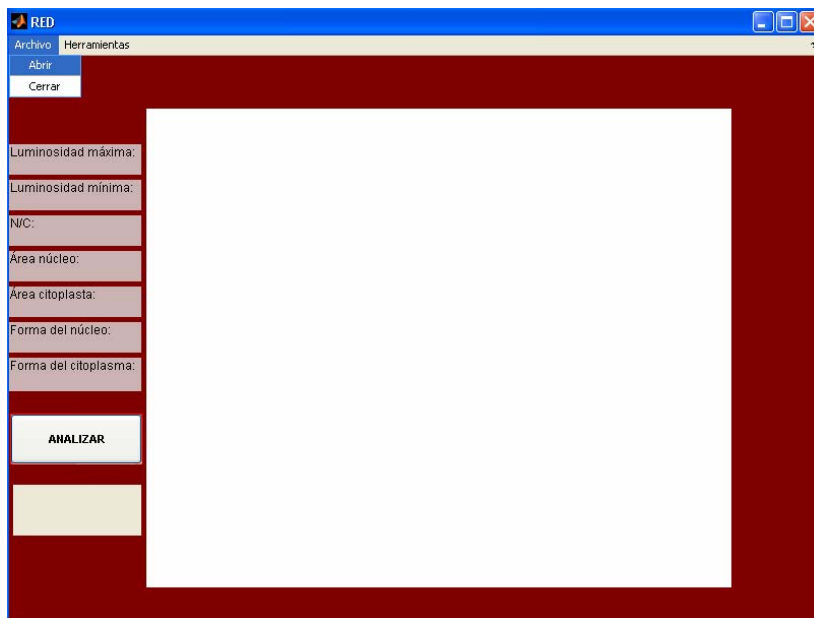 RED
Archivo Herramientas
Abrir
Cerrar
Luminosidad máxima:
Luminosidad mínima:
N/C:
Área núcleo:
Área citoplasta:
Forma del núcleo:
Forma del citoplasma:
ANALIZAR